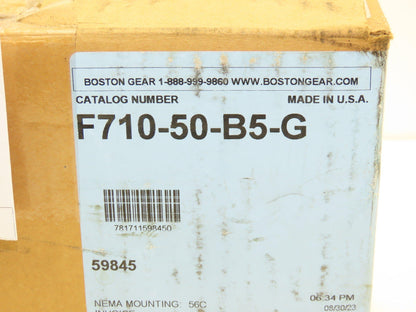 BOSTON GEAR 1-888-999-9860 WWW.BOSTONGEAR.COM
CATALOG NUMBER MADE IN U.S.A.
F710-50-B5-G
781711598450
59845
NEMA MOUNTING: 56C 06:34 PM
08/30/23